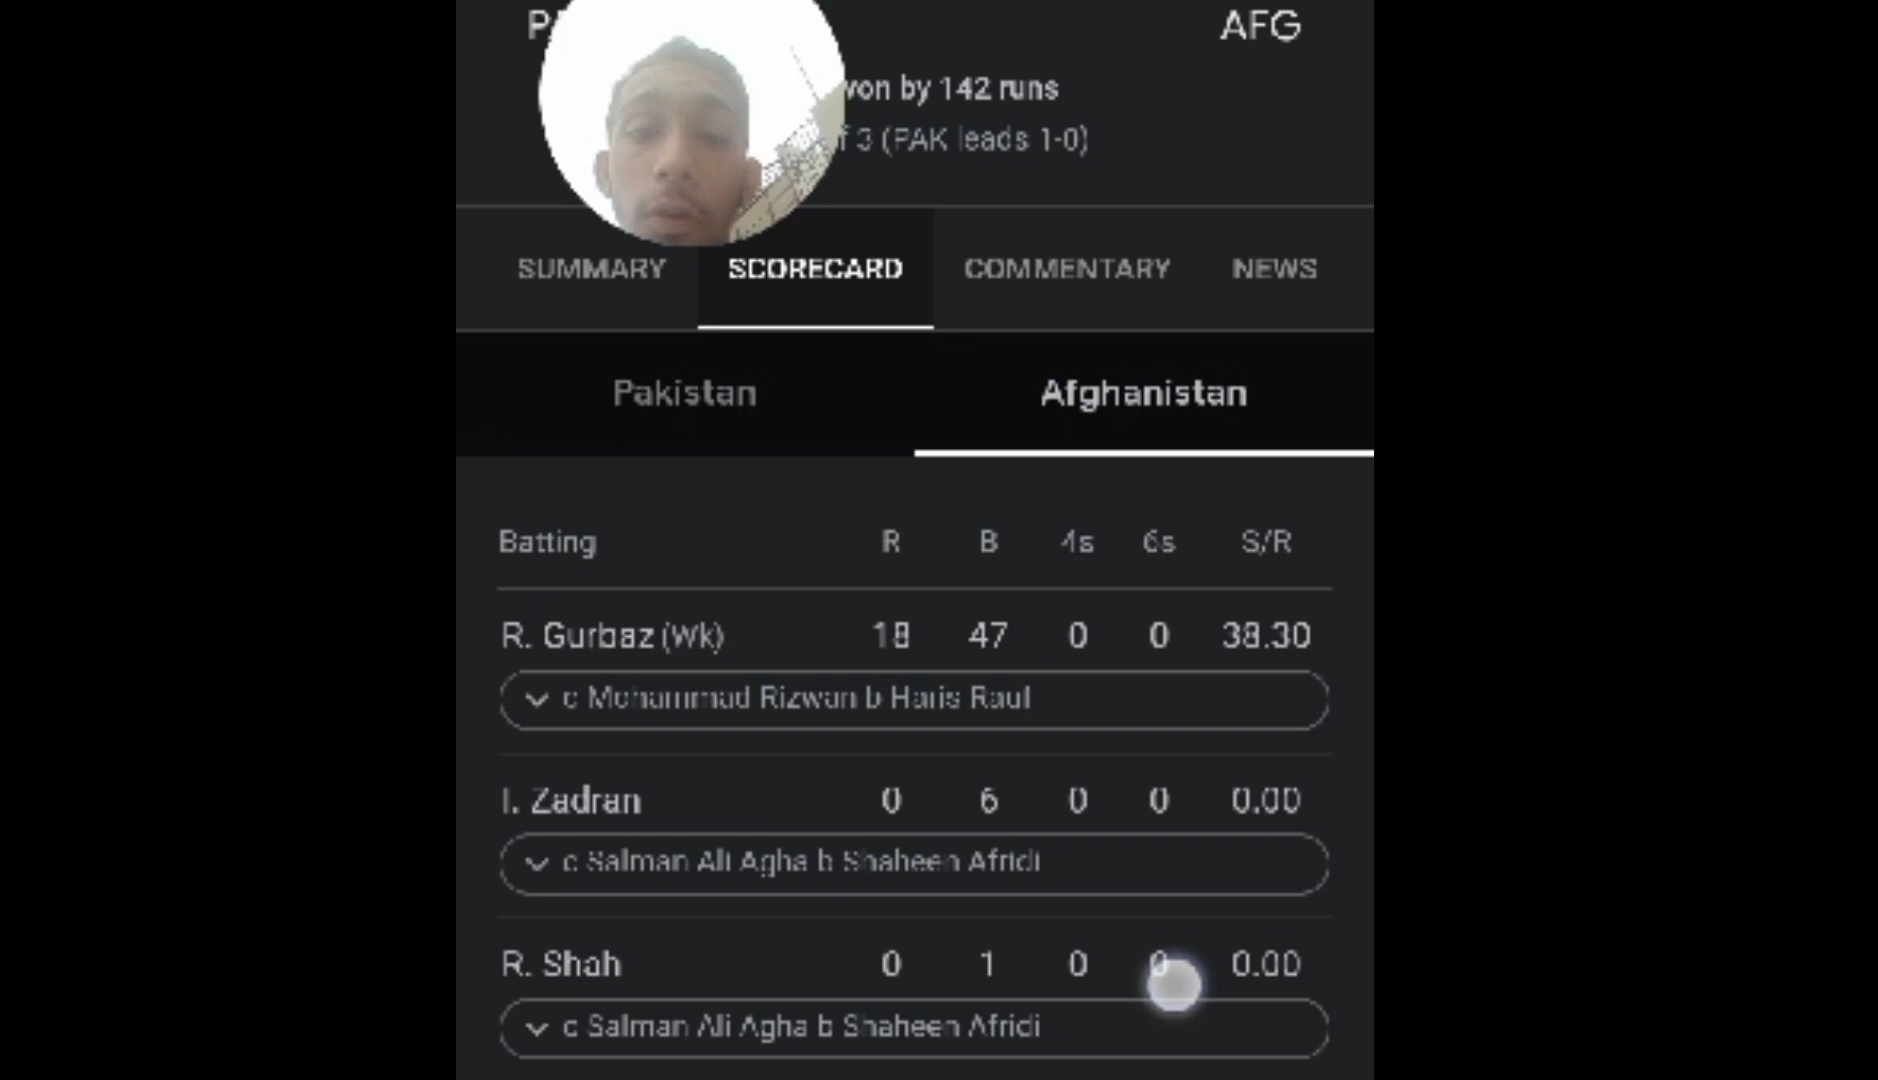 AFG
won by 142 runs
f 3 (PAK leads 1-0)
SUMMARY SCORECARD COMMENTARY NEWS
Pakistan Afghanistan
Batting R B 4s 6s S/R
R. Gurbaz (Wk) 18 47 0 0 38.30
c Mohammad Rizwan b Haris Rauf
I. Zadran 0 6 0 0 0.00
c Salman Ali Agha b Shaheen Afridi
R. Shah 0 1 0 0 0.00
c Salman Ali Agha b Shaheen Afridi